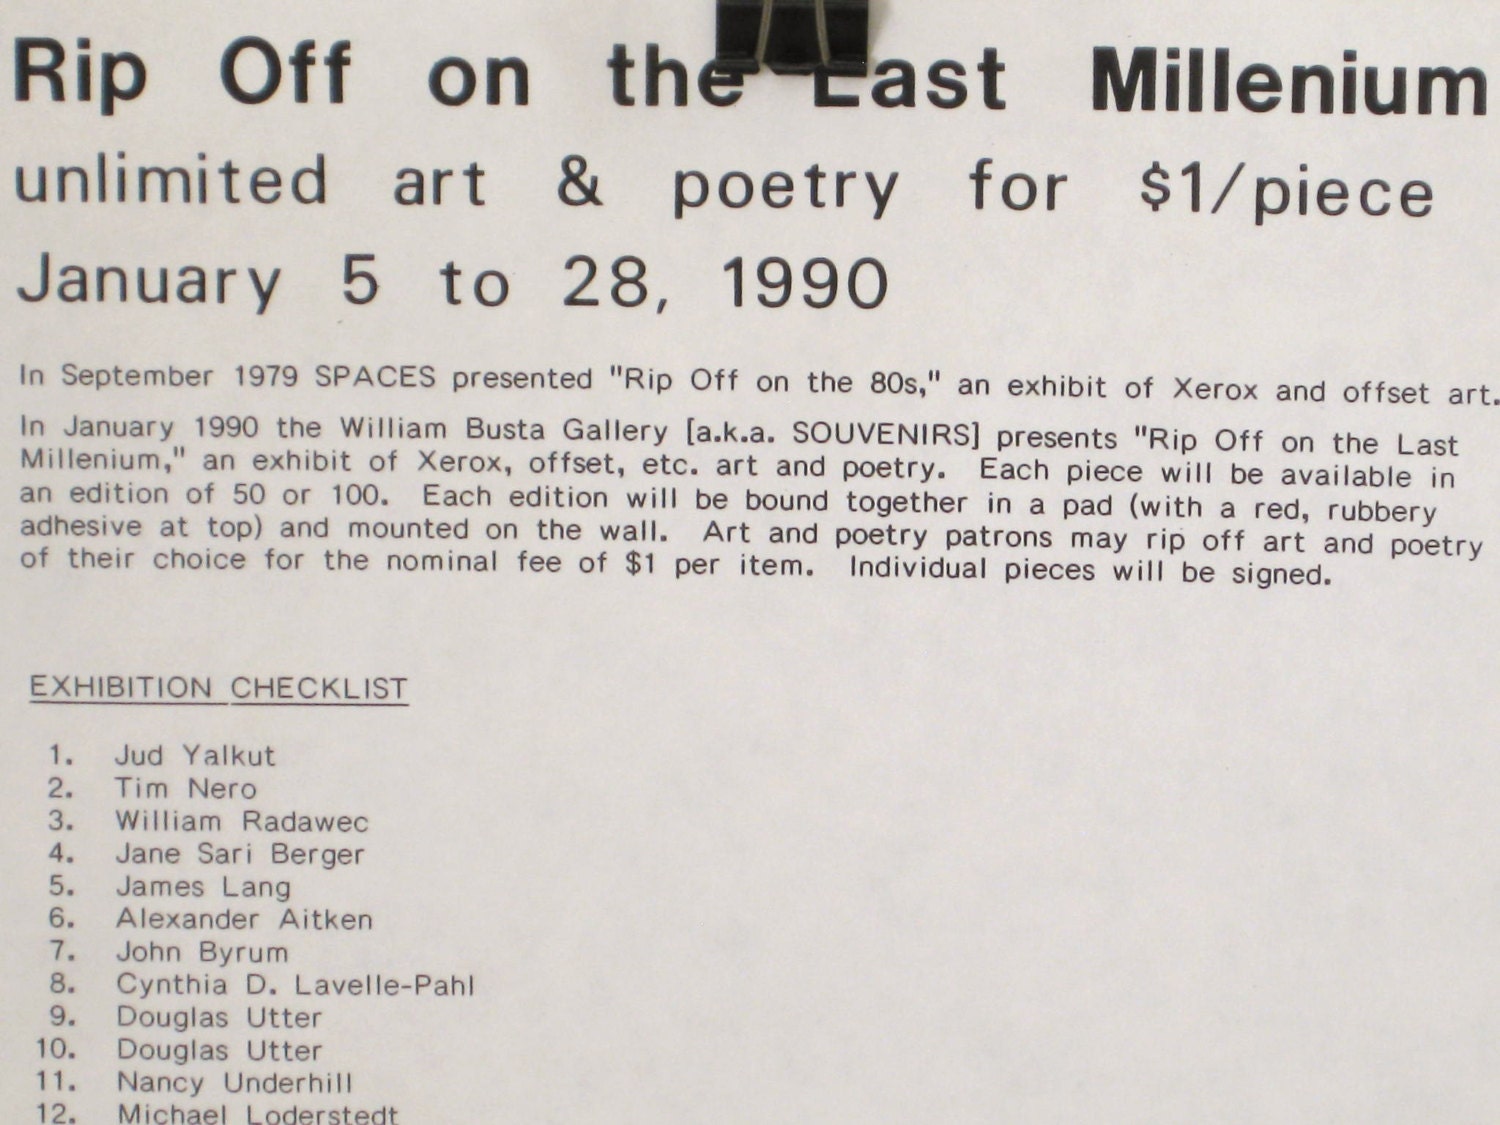 Rip Off on the Last Millenium
unlimited art & poetry for $1/piece
January 5 to 28, 1990
In September 1979 SPACES presented "Rip Off on the 80s," an exhibit of Xerox and offset art.
In January 1990 the William Busta Gallery [a.k.a. SOUVENIRS] presents "Rip Off on the Last
Millenium," an exhibit of Xerox, offset, etc. art and poetry. Each piece will be available in
an edition of 50 or 100. Each edition will be bound together in a pad (with a red, rubbery
adhesive at top) and mounted on the wall. Art and poetry patrons may rip off art and poetry
of their choice for the nominal fee of $1 per item. Individual pieces will be signed.
EXHIBITION CHECKLIST
1. Jud Yalkut
2. Tim Nero
3. William Radawec
4. Jane Sari Berger
5. James Lang
6. Alexander Aitken
7. John Byrum
8. Cynthia D. Lavelle-Pahl
9. Douglas Utter
10. Douglas Utter
11. Nancy Underhill
12. Michael Loderstedt